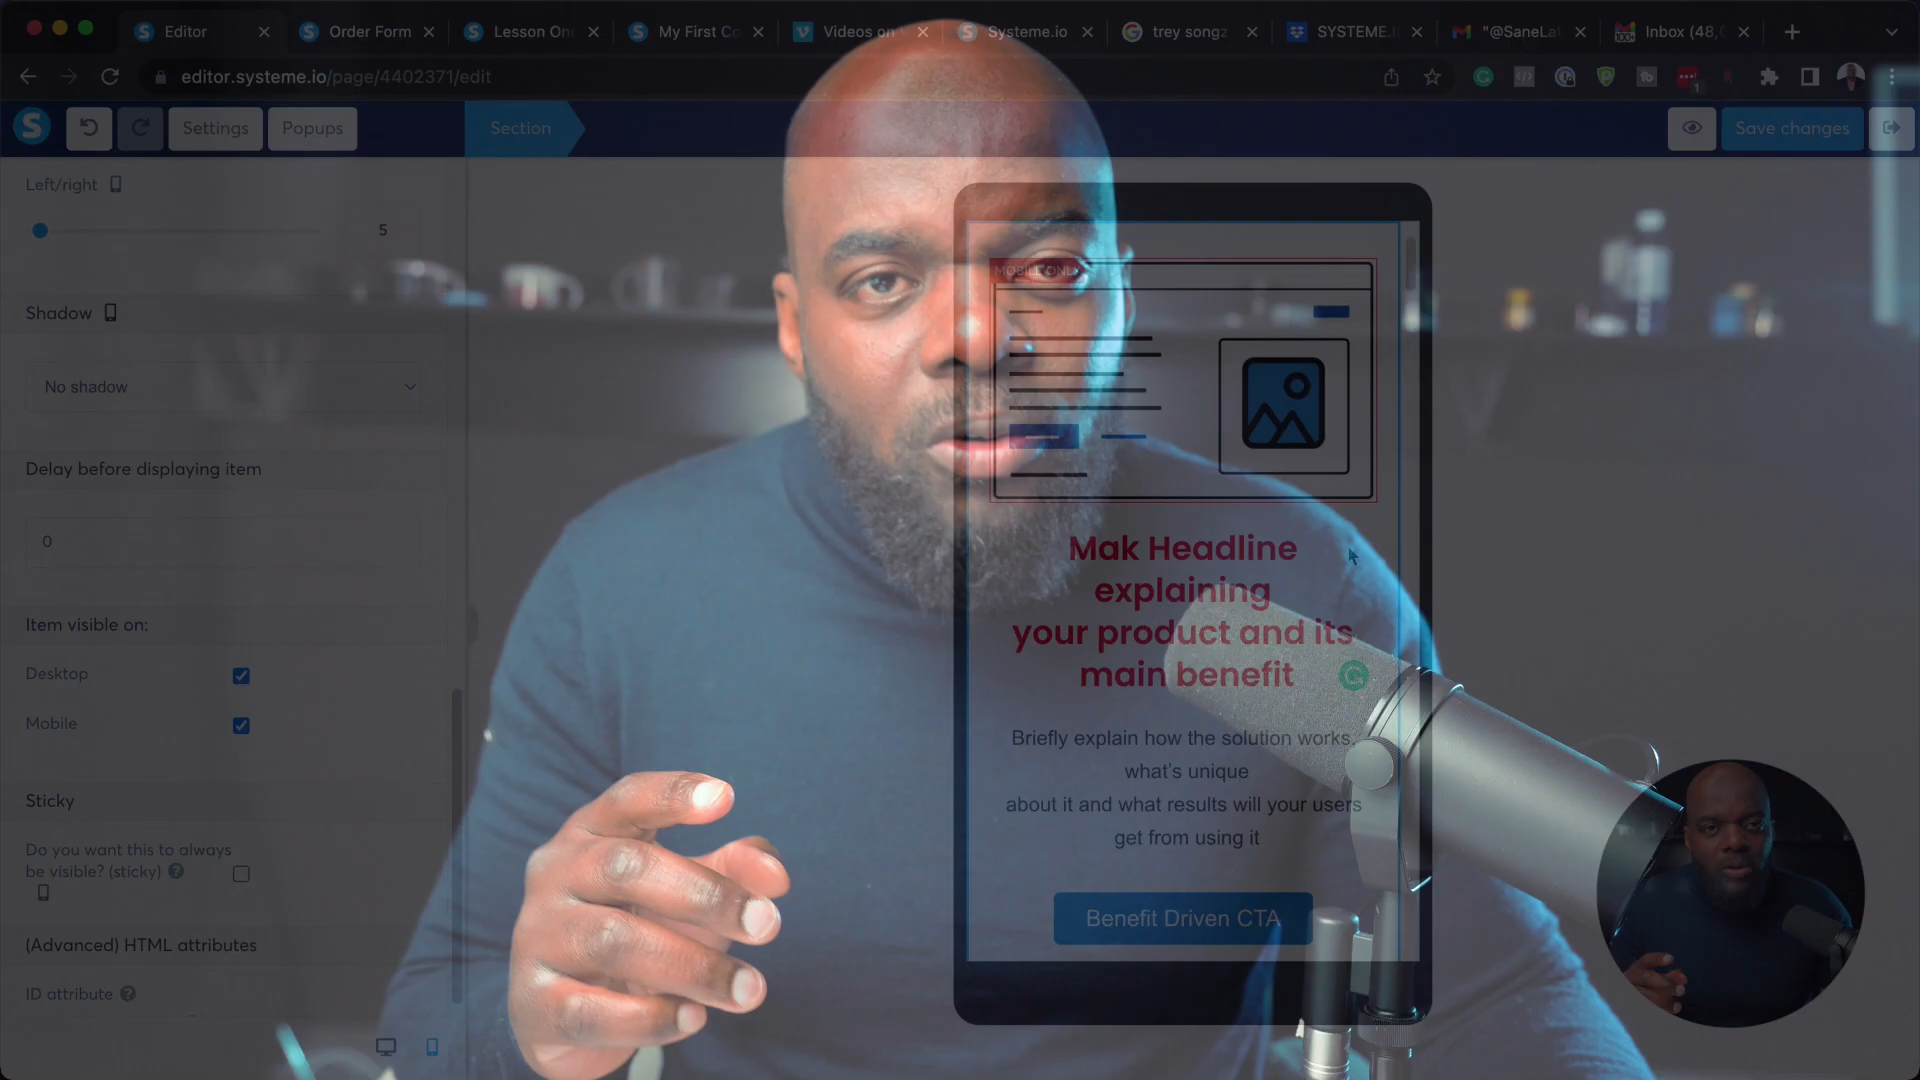 Editor
Order Form
Lesson On
My First Co
Videos on
Systeme.io
trey songz
SYSTEME.i
"@SaneLa
Inbox (48,
editor.systeme.io/page/4402371/edit
Settings
Popups
Section
Save changes
Left/right
5
Shadow
No shadow
Delay before displaying item
0
Item visible on:
Desktop
Mobile
Sticky
Do you want this to always
be visible? (sticky)
(Advanced) HTML attributes
ID attribute
MOBILE ONLY
Mak Headline
explaining
your product and its
main benefit
Briefly explain how the solution works,
what's unique
about it and what results will your users
get from using it
Benefit Driven CTA